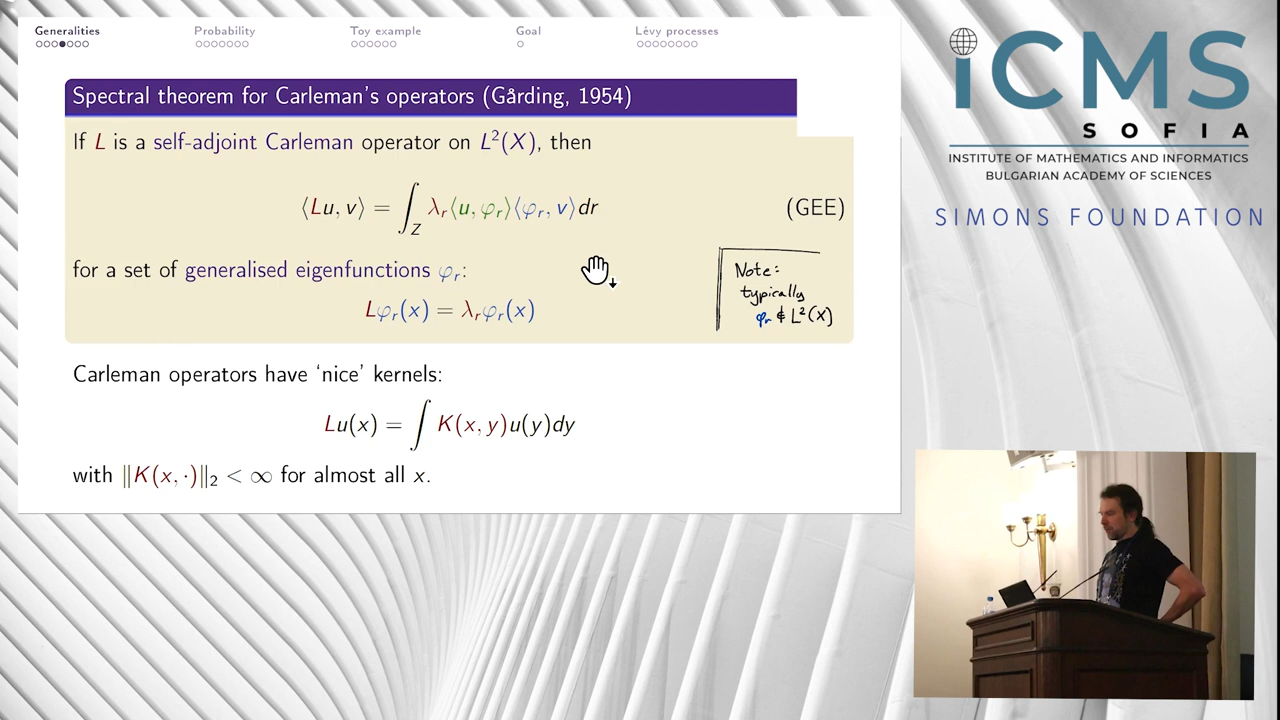 Generalities Probability Toy example Goal Lévy processes
Spectral theorem for Carleman's operators (Gårding, 1954)
If L is a self-adjoint Carleman operator on L²(X), then
⟨Lu, v⟩ = ∫_Z λ_r⟨u, φ_r⟩⟨φ_r, v⟩dr (GEE)
for a set of generalised eigenfunctions φ_r:
Lφ_r(x) = λ_rφ_r(x)
Note:
typically
φ_r ∉ L²(X)
Carleman operators have 'nice' kernels:
Lu(x) = ∫ K(x, y)u(y)dy
with ‖K(x, ·)‖₂ < ∞ for almost all x.
iCMS
SOFIA
INSTITUTE OF MATHEMATICS AND INFORMATICS
BULGARIAN ACADEMY OF SCIENCES
SIMONS FOUNDATION